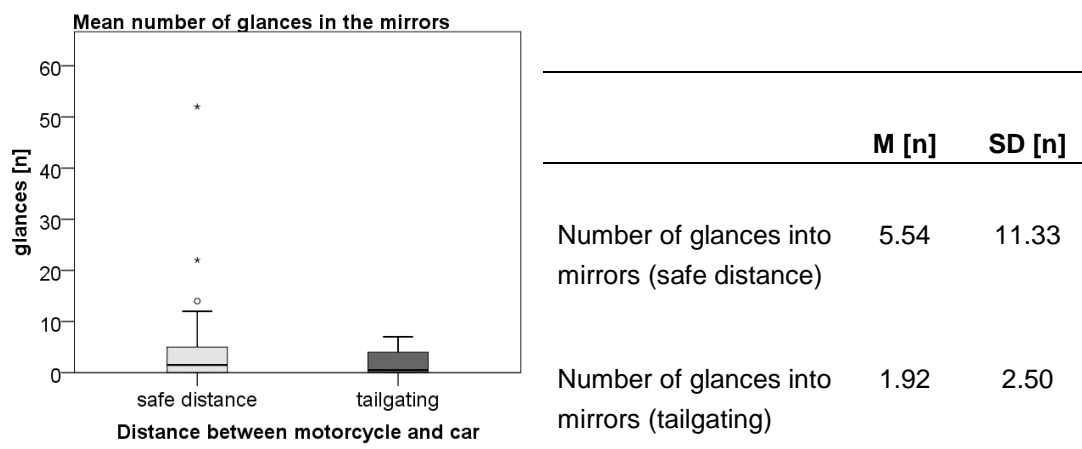 Mean number of glances in the mirrors
glances [n]
60
50
40
30
20
10
0
*
*
safe distance tailgating
Distance between motorcycle and car
M [n] SD [n]
Number of glances into 5.54 11.33
mirrors (safe distance)
Number of glances into 1.92 2.50
mirrors (tailgating)